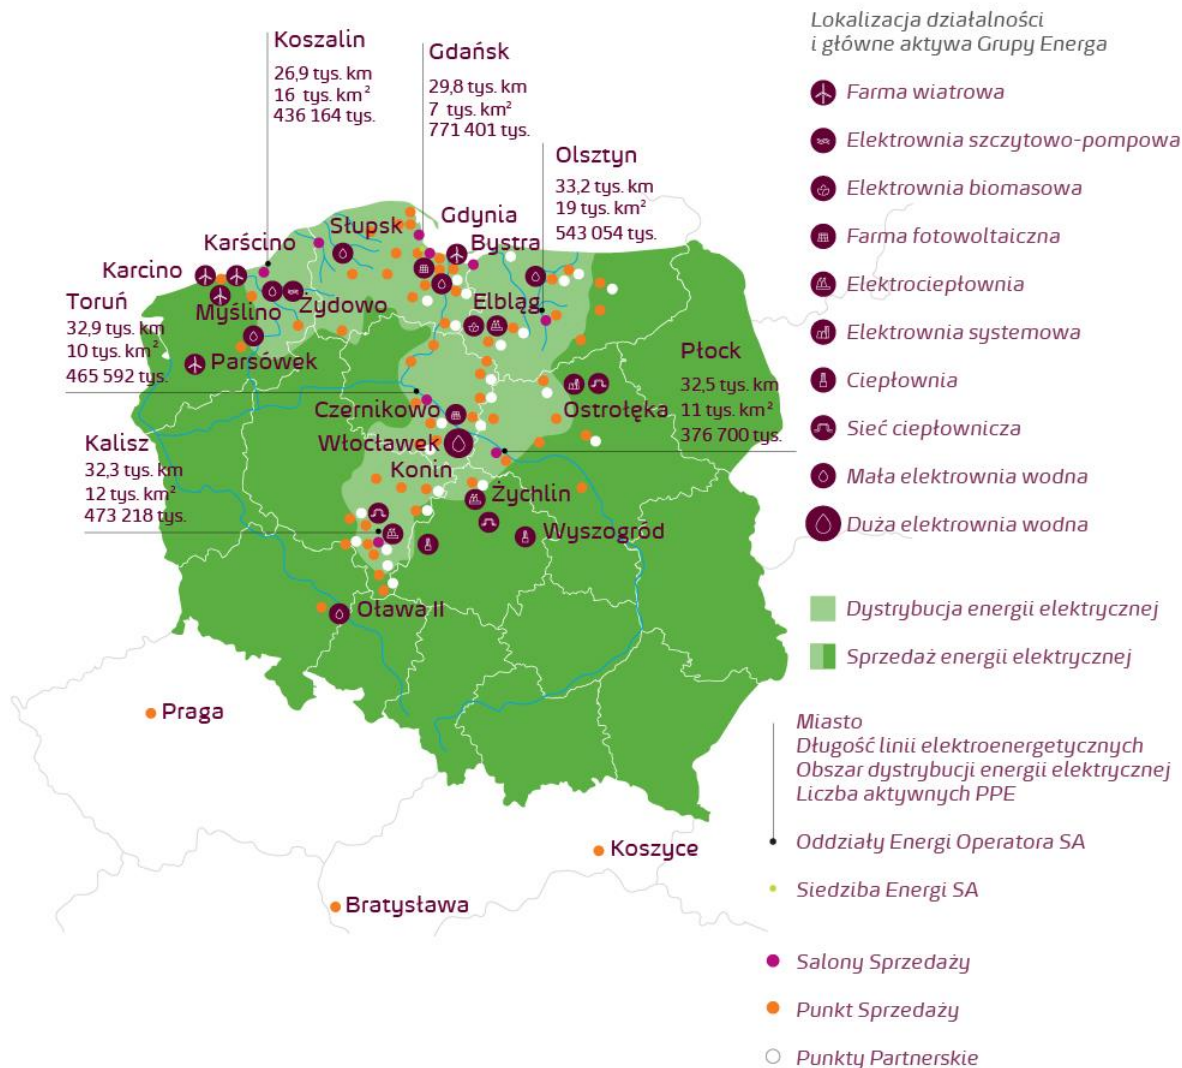 Koszalin
26,9 tys. km
16 tys. km²
436 164 tys.
Gdańsk
29,8 tys. km
7 tys. km²
771 401 tys.
Olsztyn
33,2 tys. km
19 tys. km²
543 054 tys.
Gdynia
Słupsk
Bystra
Karścino
Karcino
Toruń
32,9 tys. km
10 tys. km²
465 592 tys.
Myślino
Żydowo
Elbląg
Parsówek
Płock
32,5 tys. km
11 tys. km²
376 700 tys.
Czernikowo
Ostrołęka
Włocławek
Kalisz
32,3 tys. km
12 tys. km²
473 218 tys.
Konin
Żychlin
Wyszogród
Oława II
Praga
Koszyce
Bratysława
Lokalizacja działalności
i główne aktywa Grupy Energa
Farma wiatrowa
Elektrownia szczytowo-pompowa
Elektrownia biomasowa
Farma fotowoltaiczna
Elektrociepłownia
Elektrownia systemowa
Ciepłownia
Sieć ciepłownicza
Mała elektrownia wodna
Duża elektrownia wodna
Dystrybucja energii elektrycznej
Sprzedaż energii elektrycznej
Miasto
Długość linii elektroenergetycznych
Obszar dystrybucji energii elektrycznej
Liczba aktywnych PPE
Oddziały Energi Operatora SA
Siedziba Energi SA
Salony Sprzedaży
Punkt Sprzedaży
Punkty Partnerskie